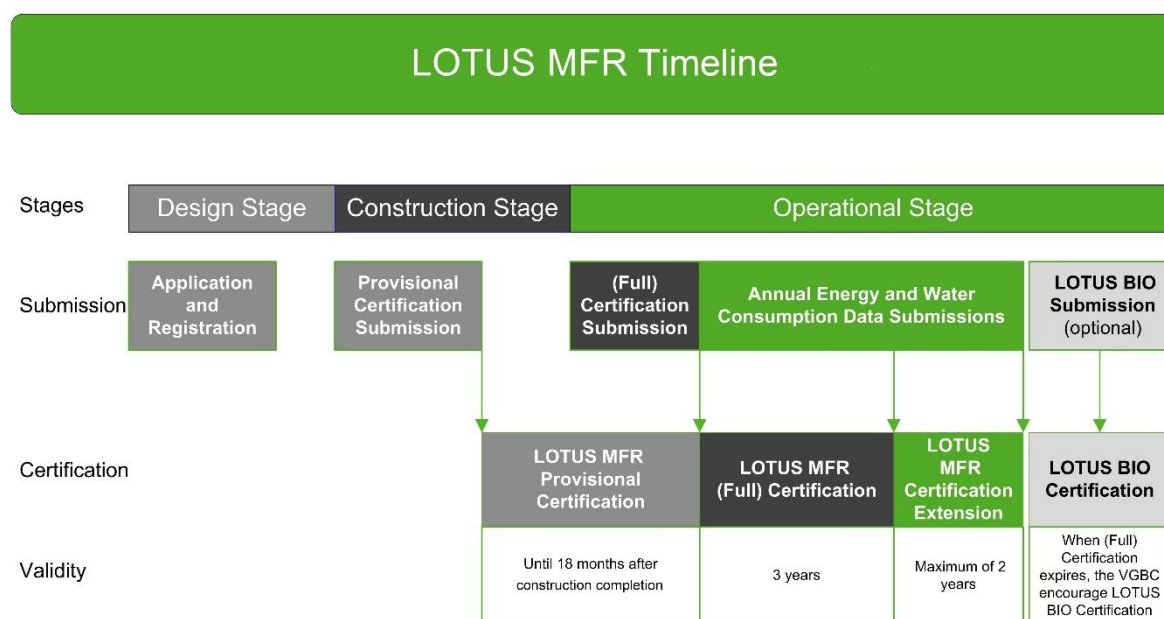 LOTUS MFR Timeline
Stages
Design Stage
Construction Stage
Operational Stage
Submission
Application
and
Registration
Provisional
Certification
Submission
(Full)
Certification
Submission
Annual Energy and Water
Consumption Data Submissions
LOTUS BIO
Submission
(optional)
Certification
LOTUS MFR
Provisional
Certification
LOTUS MFR
(Full) Certification
LOTUS
MFR
Certification
Extension
LOTUS BIO
Certification
Validity
Until 18 months after
construction completion
3 years
Maximum of 2
years
When (Full)
Certification
expires, the VGBC
encourage LOTUS
BIO Certification